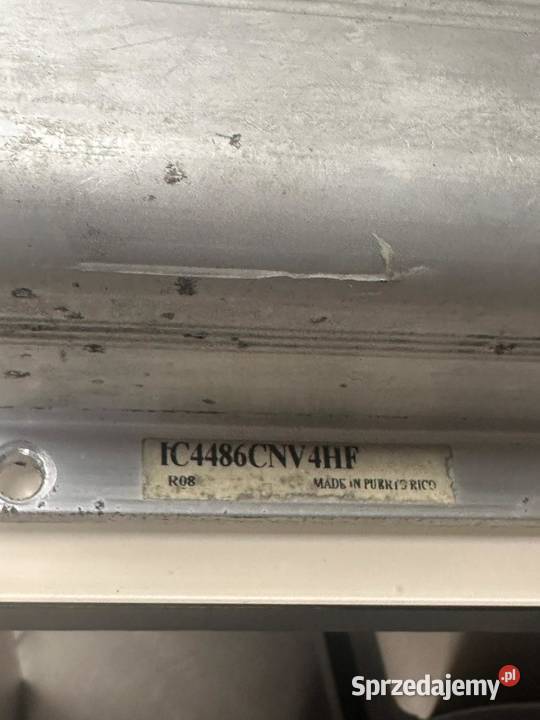 IC4486CNV4HF
R08
MADE IN PUERTO RICO
Sprzedajemy.pl